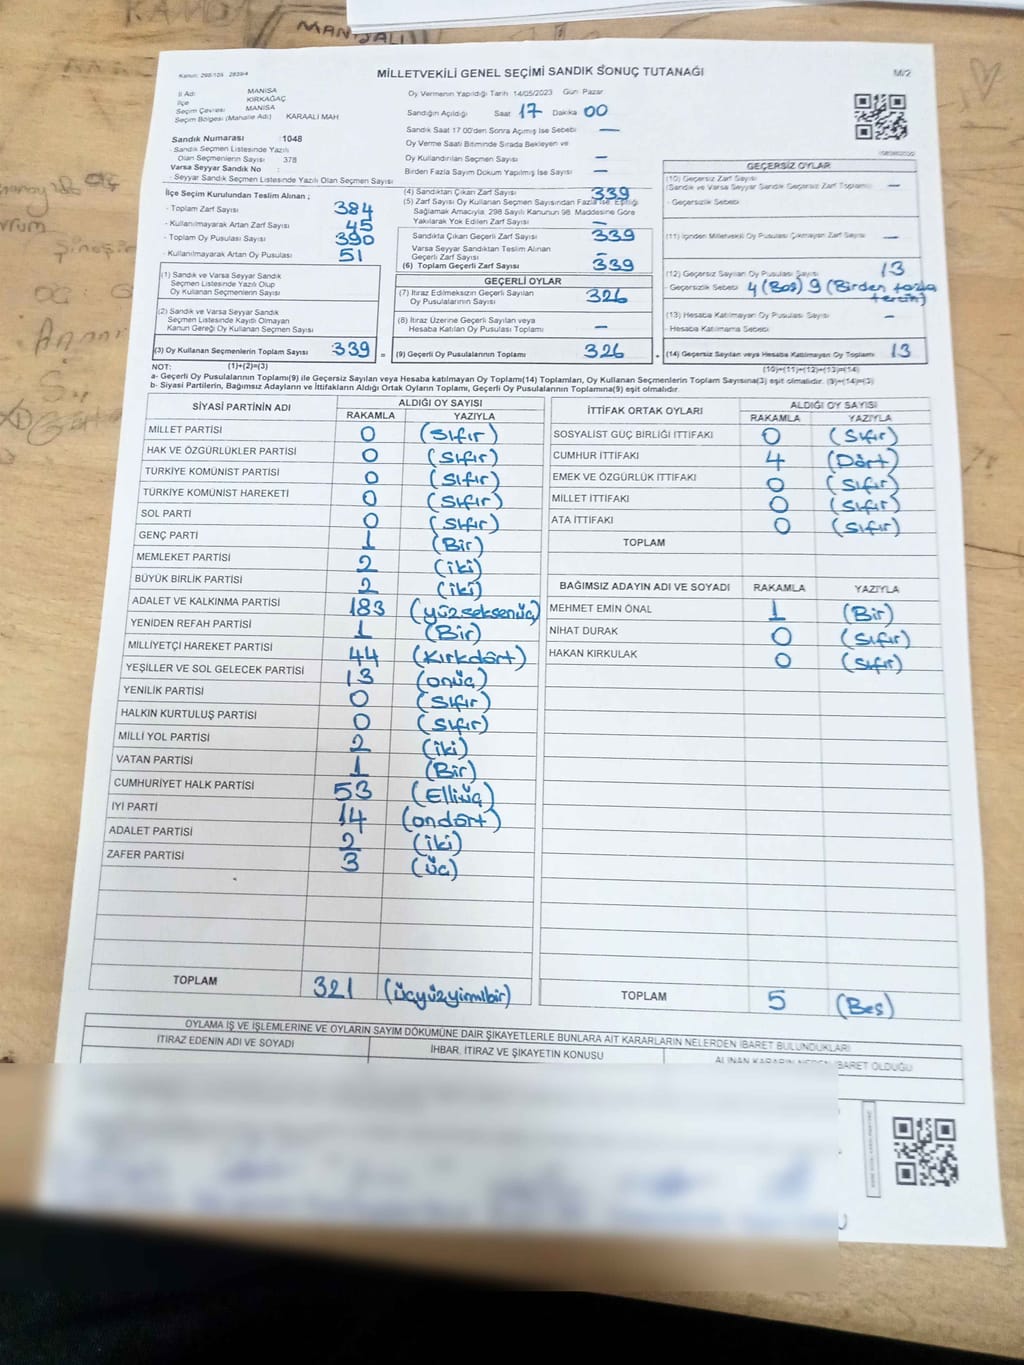 MANİSALI
Kanun: 298/105 2839/4
MİLLETVEKİLİ GENEL SEÇİMİ SANDIK SONUÇ TUTANAĞI
M/2
İl Adı MANİSA
İlçe KIRKAĞAÇ
Seçim Çevresi MANİSA
Seçim Bölgesi (Mahalle Adı) KARAALİ MAH
Sandık Numarası :1048
- Sandık Seçmen Listesinde Yazılı
Olan Seçmenlerin Sayısı 378
Varsa Seyyar Sandık No :
- Seyyar Sandık Seçmen Listesinde Yazılı Olan Seçmen Sayısı
Oy Vermenin Yapıldığı Tarih 14/05/2023 Gün Pazar
Sandığın Açıldığı Saat 17 Dakika 00
Sandık Saat 17 00'den Sonra Açılmış İse Sebebi —
Oy Verme Saati Bitiminde Sırada Bekleyen ve
Oy Kullandırılan Seçmen Sayısı —
Birden Fazla Sayım Döküm Yapılmış İse Sayısı —
İlçe Seçim Kurulundan Teslim Alınan ;
- Toplam Zarf Sayısı 384
- Kullanılmayarak Artan Zarf Sayısı 45
- Toplam Oy Pusulası Sayısı 390
- Kullanılmayarak Artan Oy Pusulası 51
(4) Sandıktan Çıkan Zarf Sayısı 339
(5) Zarf Sayısı Oy Kullanan Seçmen Sayısından Fazla İse, Eşitliği
Sağlamak Amacıyla, 298 Sayılı Kanunun 98. Maddesine Göre
Yakılarak Yok Edilen Zarf Sayısı —
Sandıkta Çıkan Geçerli Zarf Sayısı 339
Varsa Seyyar Sandıktan Teslim Alınan
Geçerli Zarf Sayısı —
(6) Toplam Geçerli Zarf Sayısı 339
(1) Sandık ve Varsa Seyyar Sandık
Seçmen Listesinde Yazılı Olup
Oy Kullanan Seçmenlerin Sayısı
(2) Sandık ve Varsa Seyyar Sandık
Seçmen Listesinde Kaydı Olmayan
Kanun Gereği Oy Kullanan Seçmen Sayısı
(3) Oy Kullanan Seçmenlerin Toplam Sayısı 339 =
GEÇERLİ OYLAR
(7) İtiraz Edilmeksizin Geçerli Sayılan
Oy Pusulalarının Sayısı 326
(8) İtiraz Üzerine Geçerli Sayılan veya
Hesaba Katılan Oy Pusulası Toplamı —
(9) Geçerli Oy Pusulalarının Toplamı 326 +
GEÇERSİZ OYLAR
(10) Geçersiz Zarf Sayısı
(Sandık ve Varsa Seyyar Sandık Geçersiz Zarf Toplamı) —
- Geçersizlik Sebebi
(11) İçinden Milletvekili Oy Pusulası Çıkmayan Zarf Sayısı —
(12) Geçersiz Sayılan Oy Pusulası Sayısı 13
- Geçersizlik Sebebi 4 (Boş) 9 (Birden fazla
tercih)
(13) Hesaba Katılmayan Oy Pusulası Sayısı —
- Hesaba Katılmama Sebebi
(14) Geçersiz Sayılan veya Hesaba Katılmayan Oy Toplamı 13
NOT: (1)+(2)=(3) (10)+(11)+(12)+(13)=(14)
a- Geçerli Oy Pusulalarının Toplamı(9) ile Geçersiz Sayılan veya Hesaba katılmayan Oy Toplamı(14) Toplamları, Oy Kullanan Seçmenlerin Toplam Sayısına(3) eşit olmalıdır. (9)+(14)=(3)
b- Siyasi Partilerin, Bağımsız Adayların ve İttifakların Aldığı Ortak Oyların Toplamı, Geçerli Oy Pusulalarının Toplamına(9) eşit olmalıdır.
SİYASİ PARTİNİN ADI ALDIĞI OY SAYISI
RAKAMLA YAZIYLA
MİLLET PARTİSİ 0 (Sıfır)
HAK VE ÖZGÜRLÜKLER PARTİSİ 0 (Sıfır)
TÜRKİYE KOMÜNİST PARTİSİ 0 (Sıfır)
TÜRKİYE KOMÜNİST HAREKETİ 0 (Sıfır)
SOL PARTİ 0 (Sıfır)
GENÇ PARTİ 1 (Bir)
MEMLEKET PARTİSİ 2 (iki)
BÜYÜK BİRLİK PARTİSİ 2 (iki)
ADALET VE KALKINMA PARTİSİ 183 (yüzseksenüç)
YENİDEN REFAH PARTİSİ 1 (Bir)
MİLLİYETÇİ HAREKET PARTİSİ 44 (Kırkdört)
YEŞİLLER VE SOL GELECEK PARTİSİ 13 (onüç)
YENİLİK PARTİSİ 0 (Sıfır)
HALKIN KURTULUŞ PARTİSİ 0 (Sıfır)
MİLLİ YOL PARTİSİ 2 (iki)
VATAN PARTİSİ 1 (Bir)
CUMHURİYET HALK PARTİSİ 53 (Elliüç)
İYİ PARTİ 14 (ondört)
ADALET PARTİSİ 2 (iki)
ZAFER PARTİSİ 3 (üç)
TOPLAM 321 (üçyüzyirmibir)
İTTİFAK ORTAK OYLARI ALDIĞI OY SAYISI
RAKAMLA YAZIYLA
SOSYALİST GÜÇ BİRLİĞİ İTTİFAKI 0 (Sıfır)
CUMHUR İTTİFAKI 4 (Dört)
EMEK VE ÖZGÜRLÜK İTTİFAKI 0 (Sıfır)
MİLLET İTTİFAKI 0 (Sıfır)
ATA İTTİFAKI 0 (Sıfır)
TOPLAM
BAĞIMSIZ ADAYIN ADI VE SOYADI RAKAMLA YAZIYLA
MEHMET EMİN ÖNAL 1 (Bir)
NİHAT DURAK 0 (Sıfır)
HAKAN KIRKULAK 0 (Sıfır)
TOPLAM 5 (Beş)
OYLAMA İŞ VE İŞLEMLERİNE VE OYLARIN SAYIM DÖKÜMÜNE DAİR ŞİKAYETLERLE BUNLARA AİT KARARLARIN NELERDEN İBARET BULUNDUKLARI
İTİRAZ EDENİN ADI VE SOYADI
İHBAR, İTİRAZ VE ŞİKAYETİN KONUSU
ALINAN KARARIN NEDEN İBARET OLDUĞU